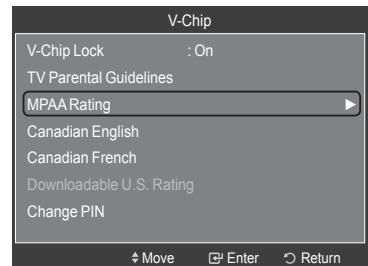 V-Chip
V-Chip Lock : On
TV Parental Guidelines
MPAA Rating ►
Canadian English
Canadian French
Downloadable U.S. Rating
Change PIN
Move Enter Return